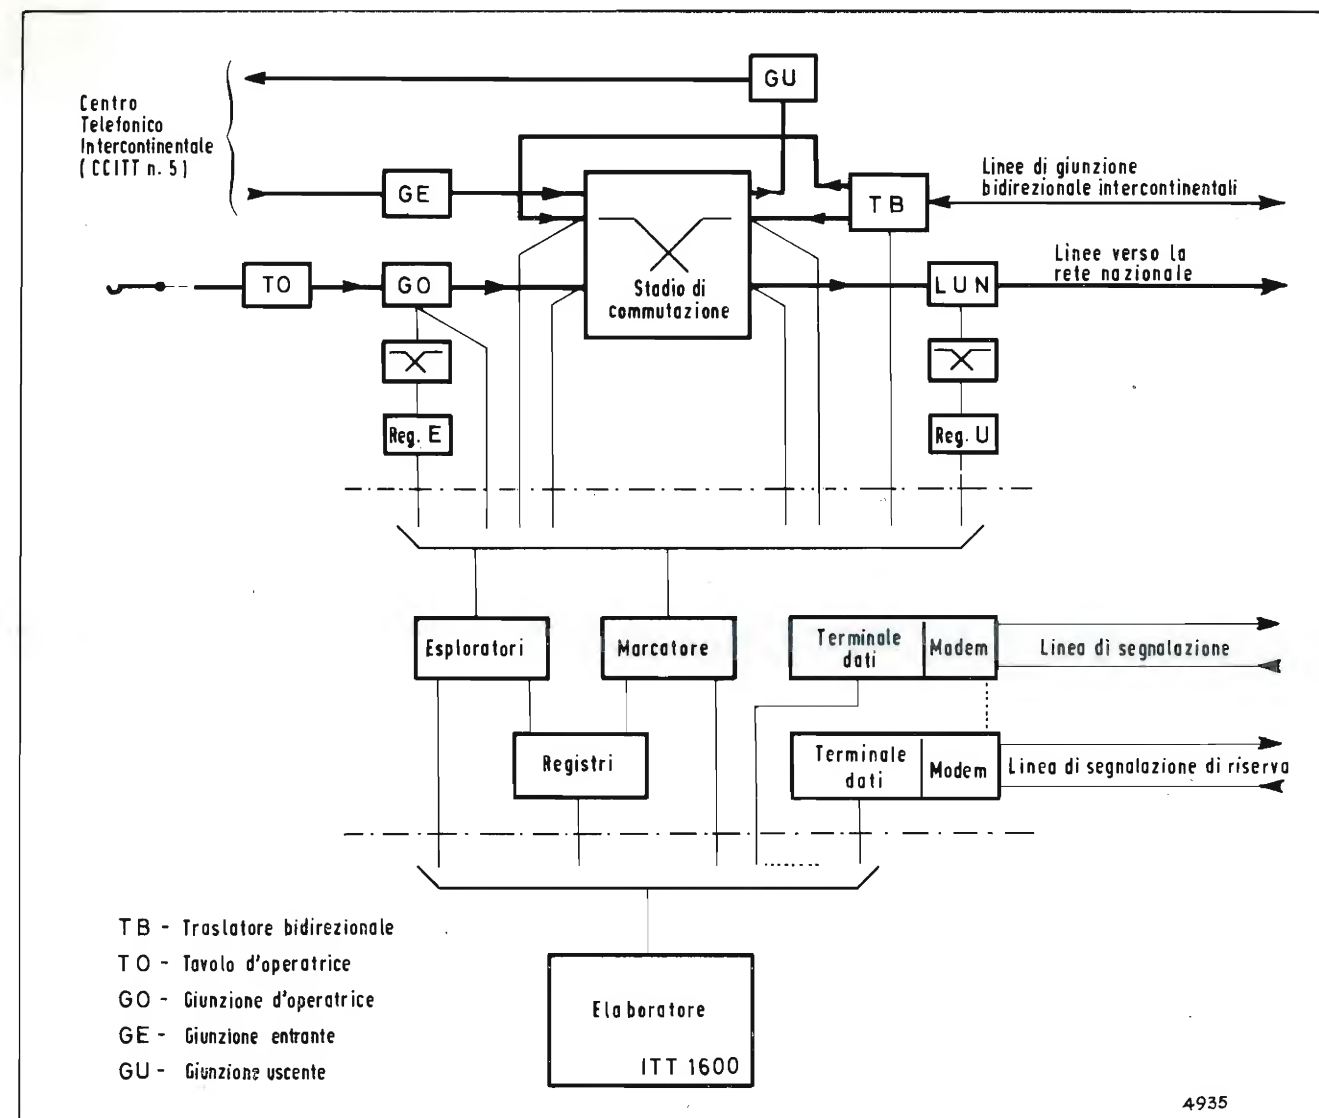 GU
Centro
Telefonico
Intercontinentale
( CCITT n. 5 )
GE
TB
Linee di giunzione
bidirezionale intercontinentali
TO
GO
Stadio di
commutazione
LUN
Linee verso la
rete nazionale
Reg. E
Reg. U
Esploratori
Marcatore
Terminale
dati
Modem
Linea di segnalazione
Registri
Terminale
dati
Modem
Linea di segnalazione di riserva
TB - Traslatore bidirezionale
TO - Tavolo d'operatrice
GO - Giunzione d'operatrice
GE - Giunzione entrante
GU - Giunzione uscente
Elaboratore
ITT 1600
4935